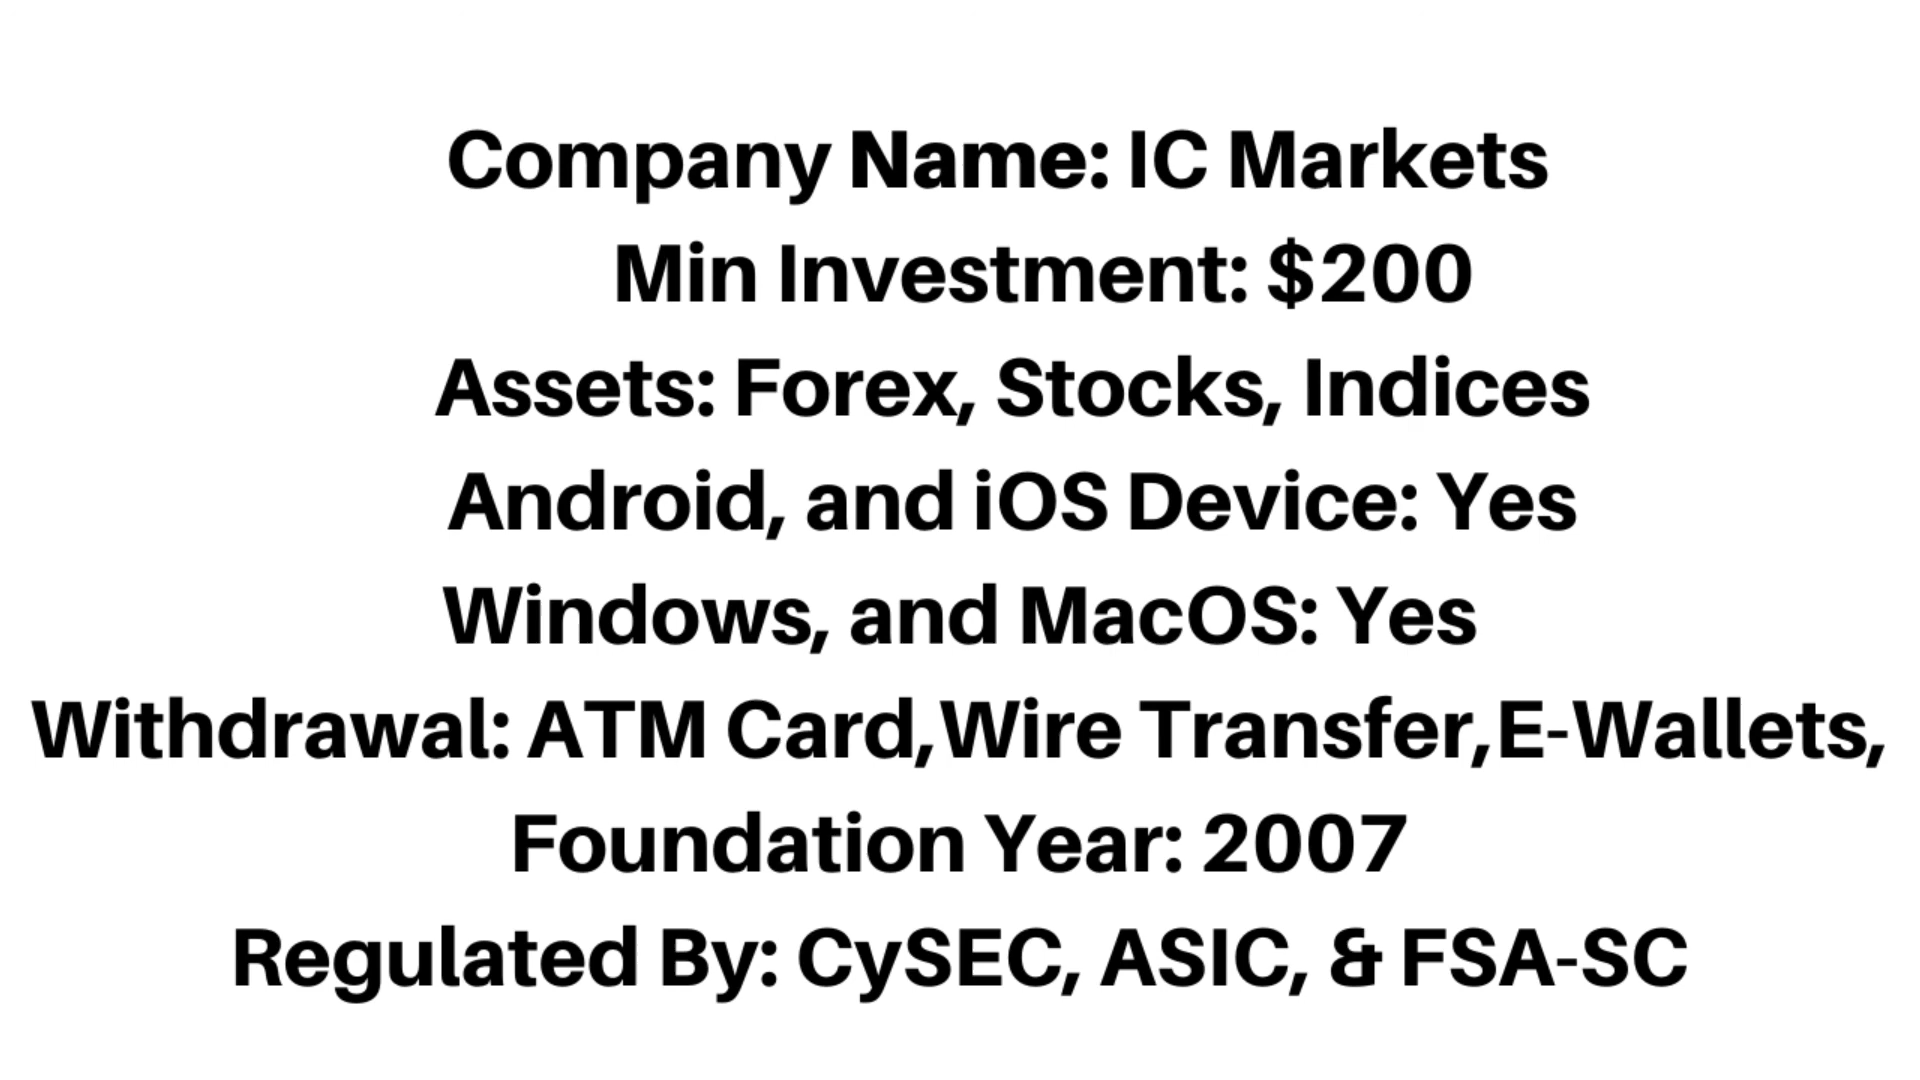 Company Name: IC Markets
Min Investment: $200
Assets: Forex, Stocks, Indices
Android, and iOS Device: Yes
Windows, and MacOS: Yes
Withdrawal: ATM Card,Wire Transfer,E-Wallets,
Foundation Year: 2007
Regulated By: CySEC, ASIC, & FSA-SC